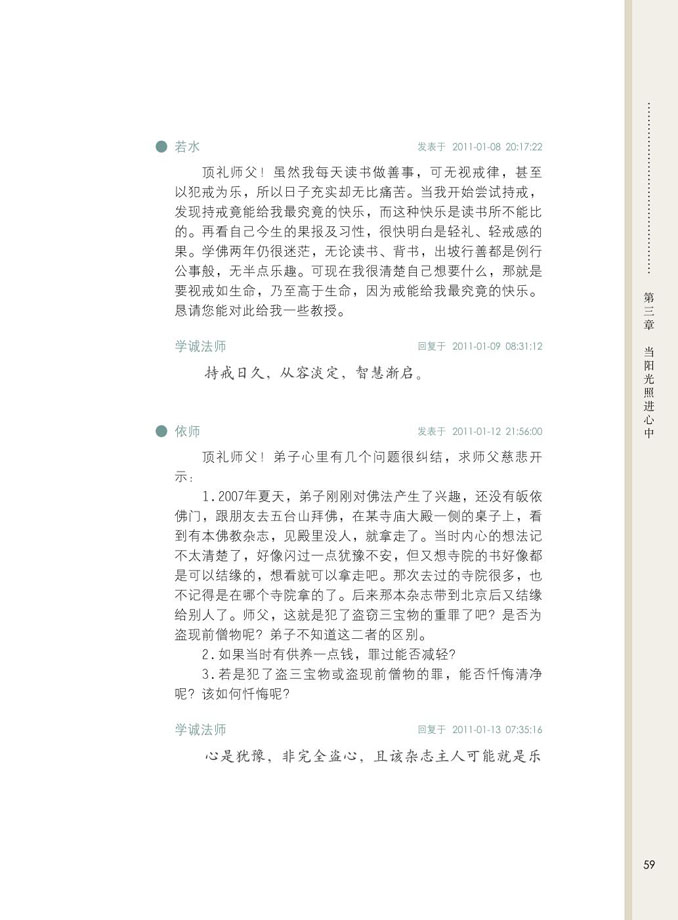 若水 发表于 2011-01-08 20:17:22
顶礼师父！虽然我每天读书做善事，可无视戒律，甚至
以犯戒为乐，所以日子充实却无比痛苦。当我开始尝试持戒，
发现持戒竟能给我最究竟的快乐，而这种快乐是读书所不能比
的。再看自己今生的果报及习性，很快明白是轻礼、轻戒感的
果。学佛两年仍很迷茫，无论读书、背书，出坡行善都是例行
公事般，无半点乐趣。可现在我很清楚自己想要什么，那就是
要视戒如生命，乃至高于生命，因为戒能给我最究竟的快乐。
恳请您能对此给我一些教授。
学诚法师 回复于 2011-01-09 08:31:12
持戒日久，从容淡定，智慧渐启。
依师 发表于 2011-01-12 21:56:00
顶礼师父！弟子心里有几个问题很纠结，求师父慈悲开
示：
1.2007年夏天，弟子刚刚对佛法产生了兴趣，还没有皈依
佛门，跟朋友去五台山拜佛，在某寺庙大殿一侧的桌子上，看
到有本佛教杂志，见殿里没人，就拿走了。当时内心的想法记
不太清楚了，好像闪过一点犹豫不安，但又想寺院的书好像都
是可以结缘的，想看就可以拿走吧。那次去过的寺院很多，也
不记得是在哪个寺院拿的了。后来那本杂志带到北京后又结缘
给别人了。师父，这就是犯了盗窃三宝物的重罪了吧？是否为
盗现前僧物呢？弟子不知道这二者的区别。
2.如果当时有供养一点钱，罪过能否减轻？
3.若是犯了盗三宝物或盗现前僧物的罪，能否忏悔清净
呢？该如何忏悔呢？
学诚法师 回复于 2011-01-13 07:35:16
心是犹豫，非完全盗心，且该杂志主人可能就是乐
第三章 当阳光照进心中
59